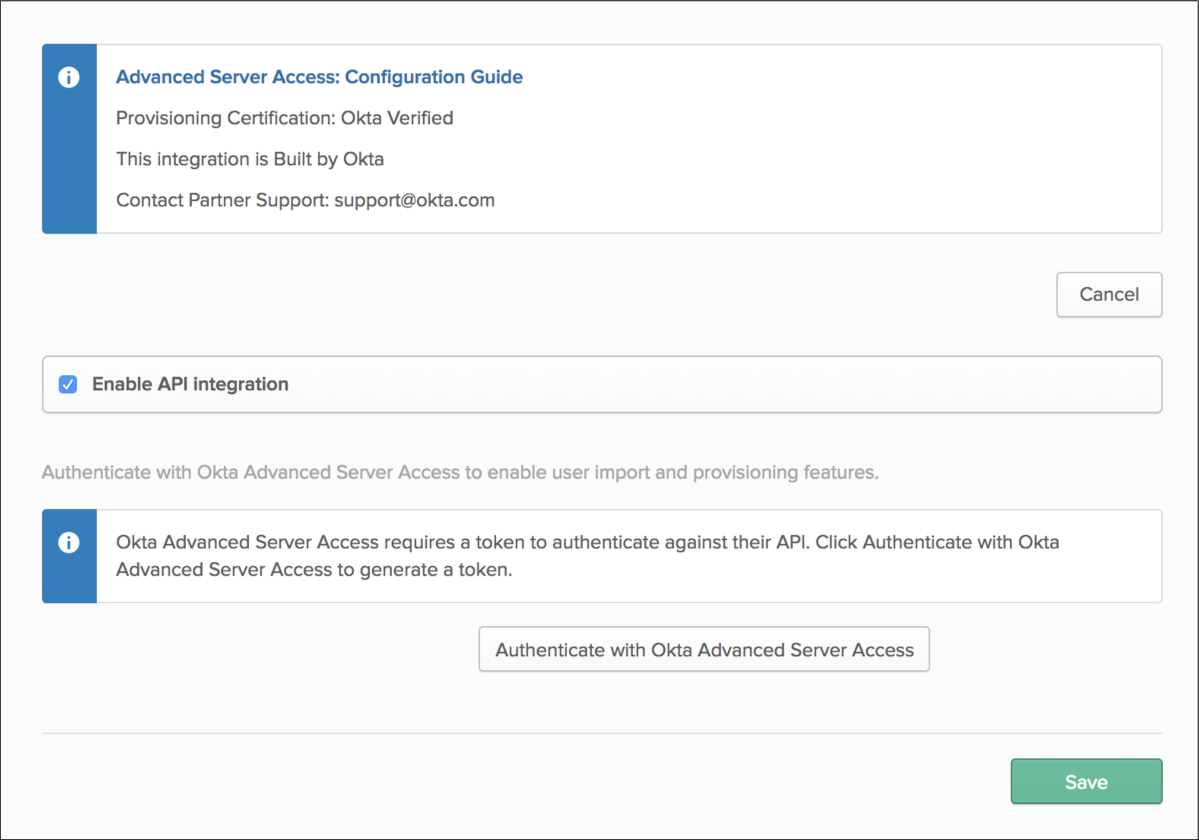 Advanced Server Access: Configuration Guide
Provisioning Certification: Okta Verified
This integration is Built by Okta
Contact Partner Support: support@okta.com
Cancel
Enable API integration
Authenticate with Okta Advanced Server Access to enable user import and provisioning features.
Okta Advanced Server Access requires a token to authenticate against their API. Click Authenticate with Okta
Advanced Server Access to generate a token.
Authenticate with Okta Advanced Server Access
Save